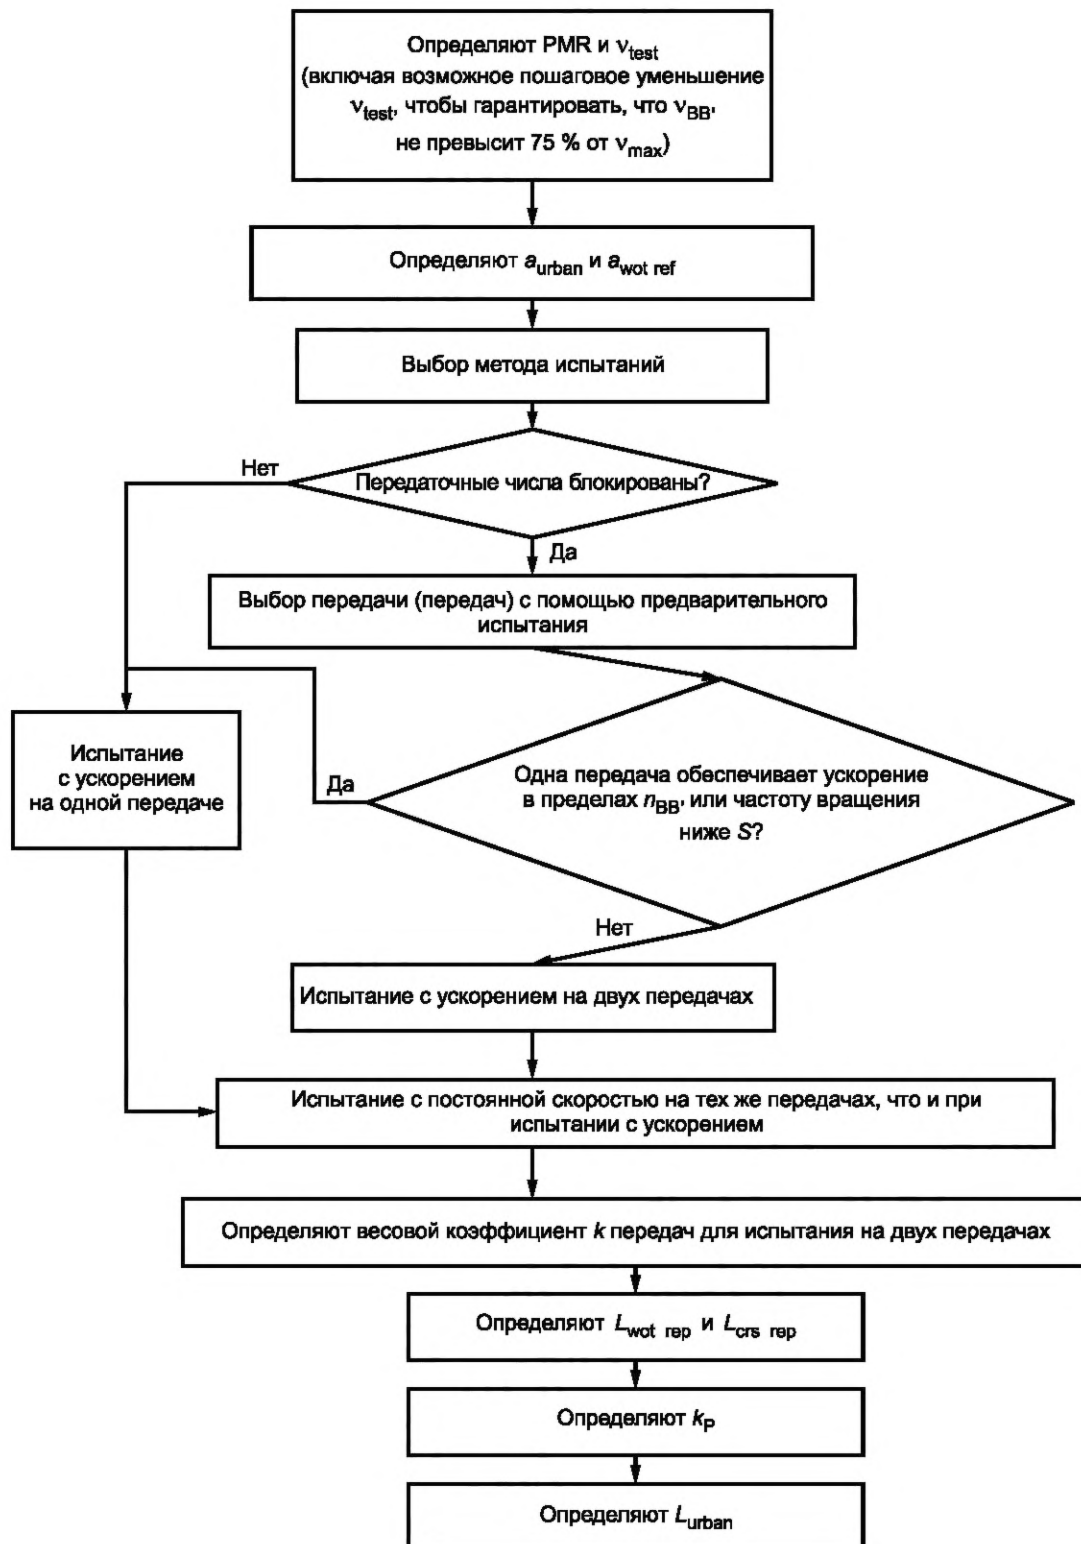 Определяют PMR и vtest
(включая возможное пошаговое уменьшение
vtest, чтобы гарантировать, что vBB'
не превысит 75 % от vmax)
Определяют aurban и awot ref
Выбор метода испытаний
Нет
Передаточные числа блокированы?
Да
Выбор передачи (передач) с помощью предварительного
испытания
Испытание
с ускорением
на одной передаче
Да
Одна передача обеспечивает ускорение
в пределах nBB' или частоту вращения
ниже S?
Нет
Испытание с ускорением на двух передачах
Испытание с постоянной скоростью на тех же передачах, что и при
испытании с ускорением
Определяют весовой коэффициент k передач для испытания на двух передачах
Определяют Lwot rep и Lcrs rep
Определяют kP
Определяют Lurban